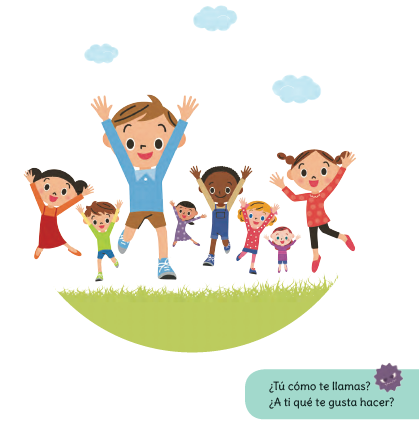 ¿Tú cómo te llamas?
¿A ti qué te gusta hacer?